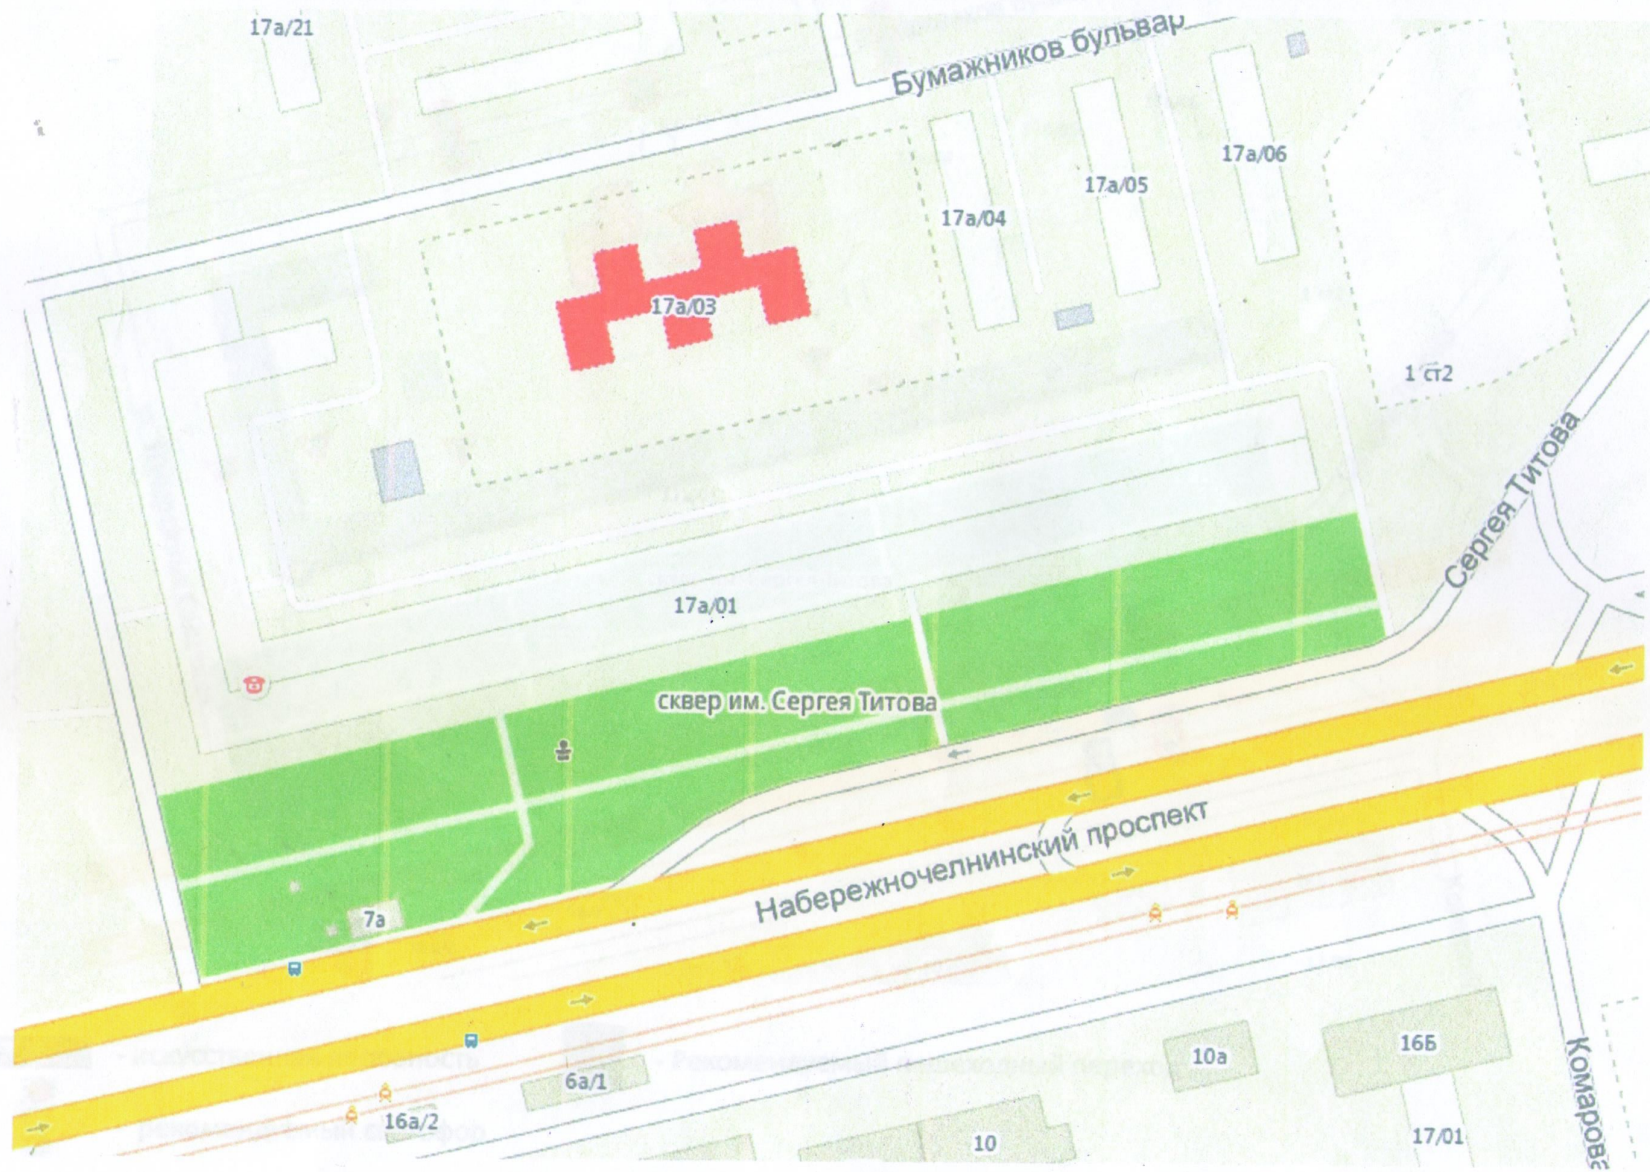 17а/21
Бумажников бульвар
17а/06
17а/05
17а/04
17а/03
1 ст2
Сергея Титова
17а/01
сквер им. Сергея Титова
Набережночелнинский проспект
7а
10а
16Б
6а/1
16а/2
10
17/01
Комарова